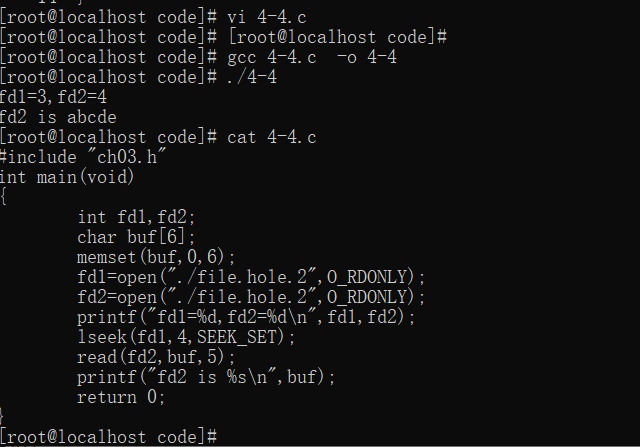 [root@localhost code]# vi 4-4.c
[root@localhost code]# [root@localhost code]#
[root@localhost code]# gcc 4-4.c  -o 4-4
[root@localhost code]# ./4-4
fd1=3,fd2=4
fd2 is abcde
[root@localhost code]# cat 4-4.c
#include "ch03.h"
int main(void)
{
        int fd1,fd2;
        char buf[6];
        memset(buf,0,6);
        fd1=open("./file.hole.2",O_RDONLY);
        fd2=open("./file.hole.2",O_RDONLY);
        printf("fd1=%d,fd2=%d\n",fd1,fd2);
        lseek(fd1,4,SEEK_SET);
        read(fd2,buf,5);
        printf("fd2 is %s\n",buf);
        return 0;
}
[root@localhost code]#